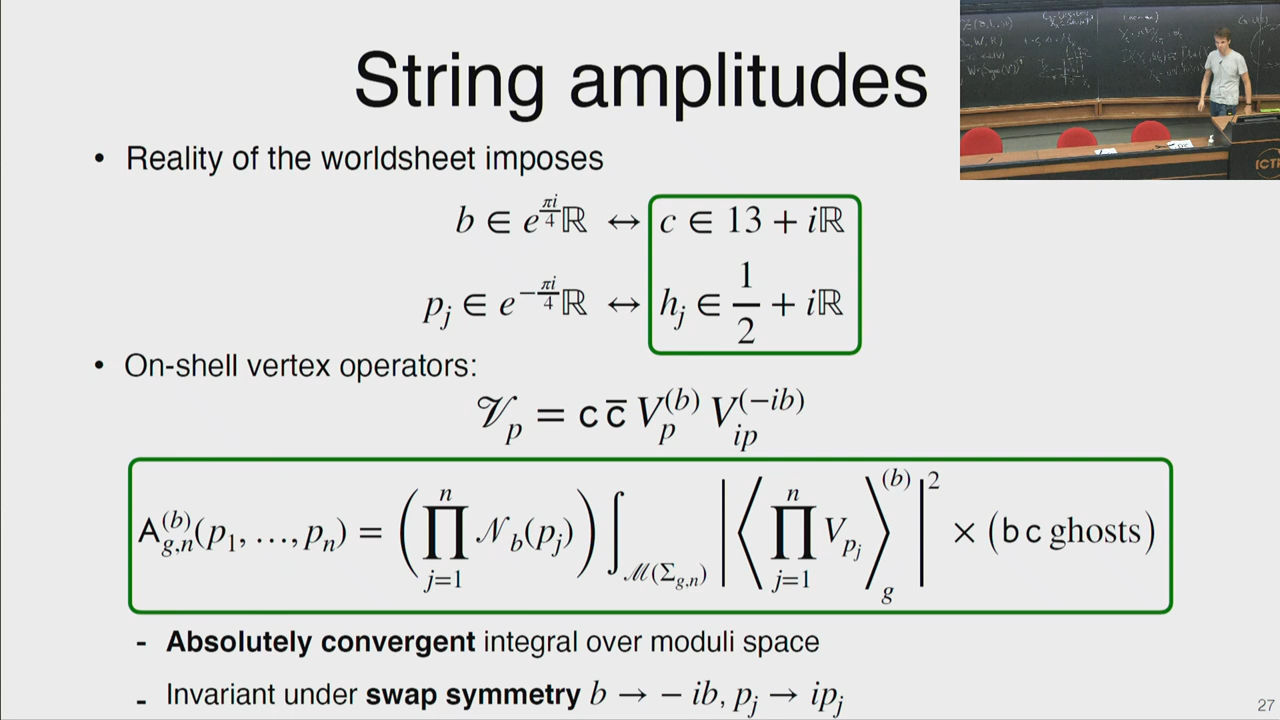 String amplitudes
• Reality of the worldsheet imposes
b ∈ e^{πi/4}ℝ ↔ c ∈ 13 + iℝ
p_j ∈ e^{-πi/4}ℝ ↔ h_j ∈ 1/2 + iℝ
• On-shell vertex operators:
𝒱_p = c c̄ V_p^{(b)} V_{ip}^{(-ib)}
A_{g,n}^{(b)}(p_1, …, p_n) = (∏_{j=1}^{n} 𝒩_b(p_j)) ∫_{ℳ(Σ_{g,n})} |⟨∏_{j=1}^{n} V_{p_j}⟩_g^{(b)}|^2 × (b c ghosts)
- Absolutely convergent integral over moduli space
- Invariant under swap symmetry b → − ib, p_j → ip_j
27